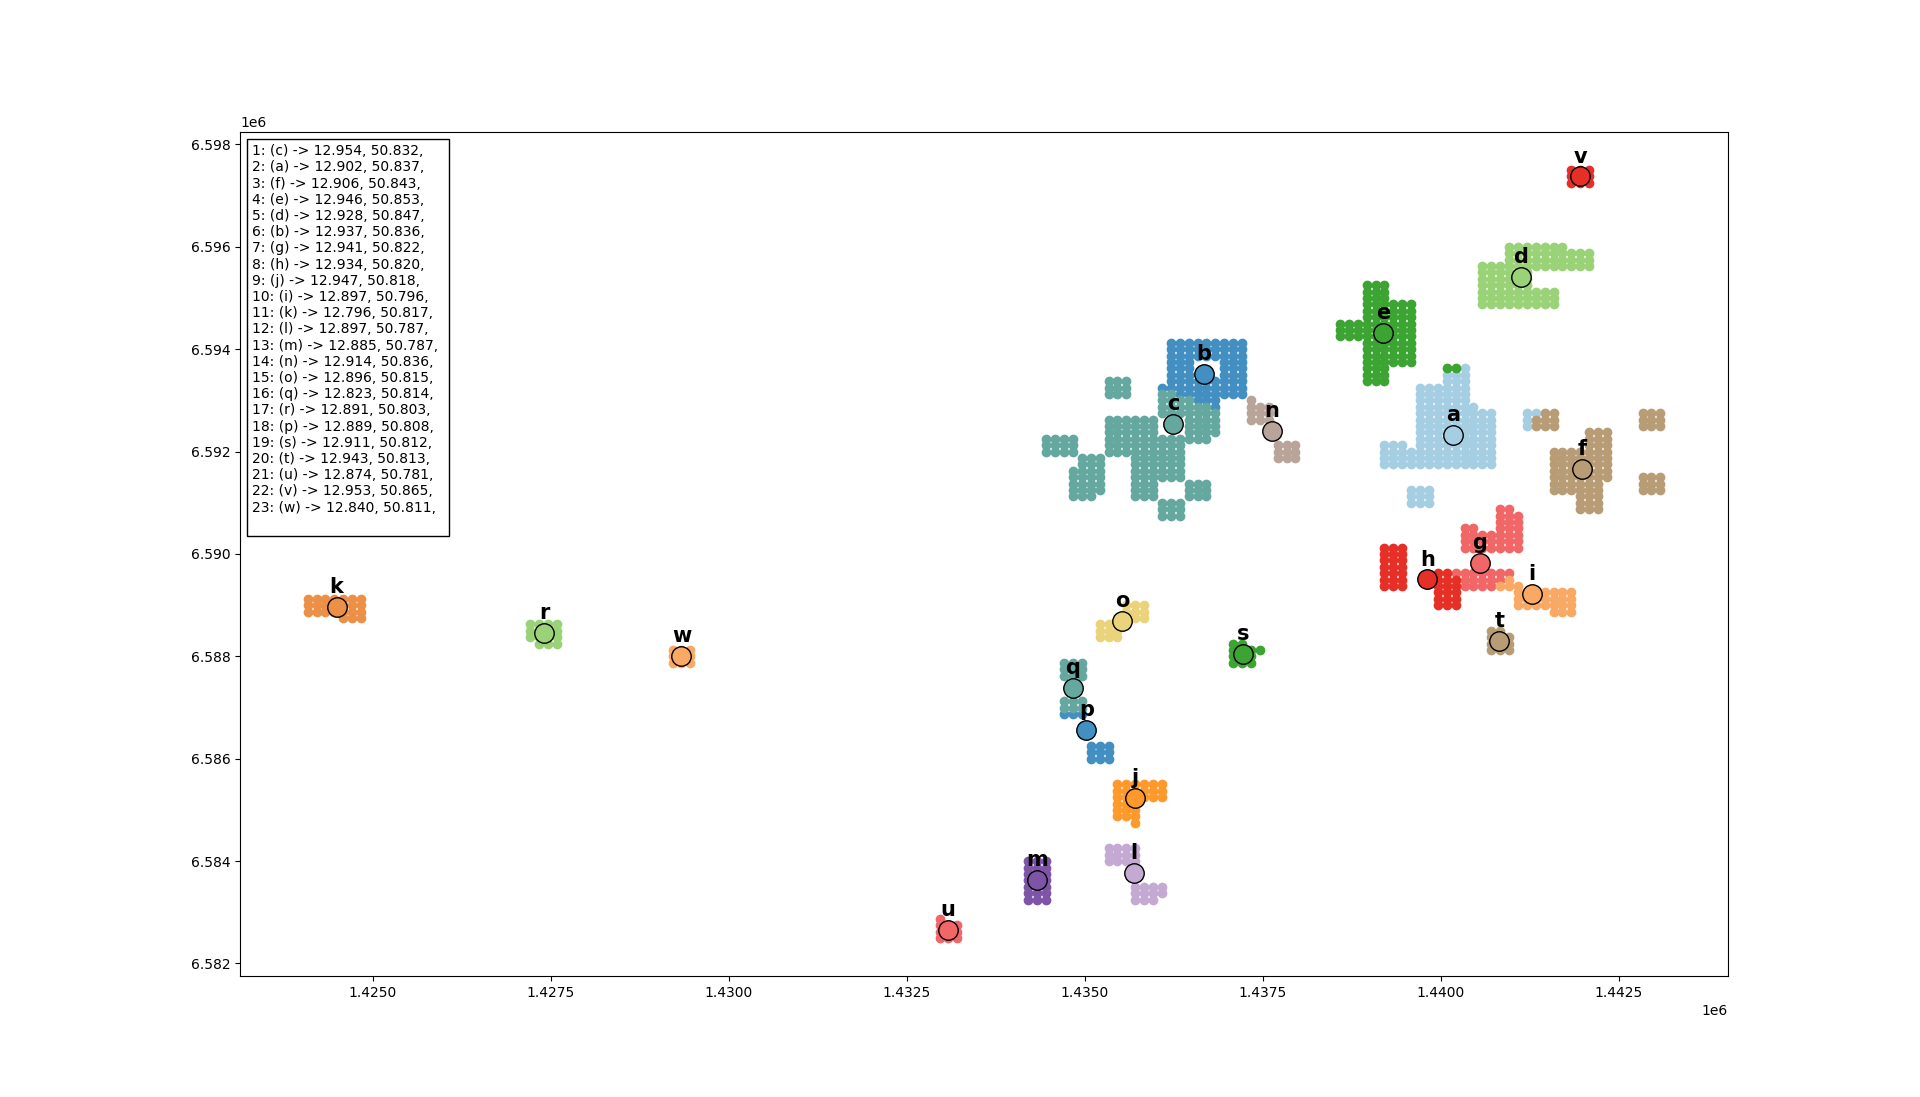 1e6
6.598
6.596
6.594
6.592
6.590
6.588
6.586
6.584
6.582
1: (c) -> 12.954, 50.832,
2: (a) -> 12.902, 50.837,
3: (f) -> 12.906, 50.843,
4: (e) -> 12.946, 50.853,
5: (d) -> 12.928, 50.847,
6: (b) -> 12.937, 50.836,
7: (g) -> 12.941, 50.822,
8: (h) -> 12.934, 50.820,
9: (j) -> 12.947, 50.818,
10: (i) -> 12.897, 50.796,
11: (k) -> 12.796, 50.817,
12: (l) -> 12.897, 50.787,
13: (m) -> 12.885, 50.787,
14: (n) -> 12.914, 50.836,
15: (o) -> 12.896, 50.815,
16: (q) -> 12.823, 50.814,
17: (r) -> 12.891, 50.803,
18: (p) -> 12.889, 50.808,
19: (s) -> 12.911, 50.812,
20: (t) -> 12.943, 50.813,
21: (u) -> 12.874, 50.781,
22: (v) -> 12.953, 50.865,
23: (w) -> 12.840, 50.811,
v
d
e
b
c
n
a
f
g
h
i
k
r
w
o
s
t
q
p
j
l
m
u
1.4250
1.4275
1.4300
1.4325
1.4350
1.4375
1.4400
1.4425
1e6